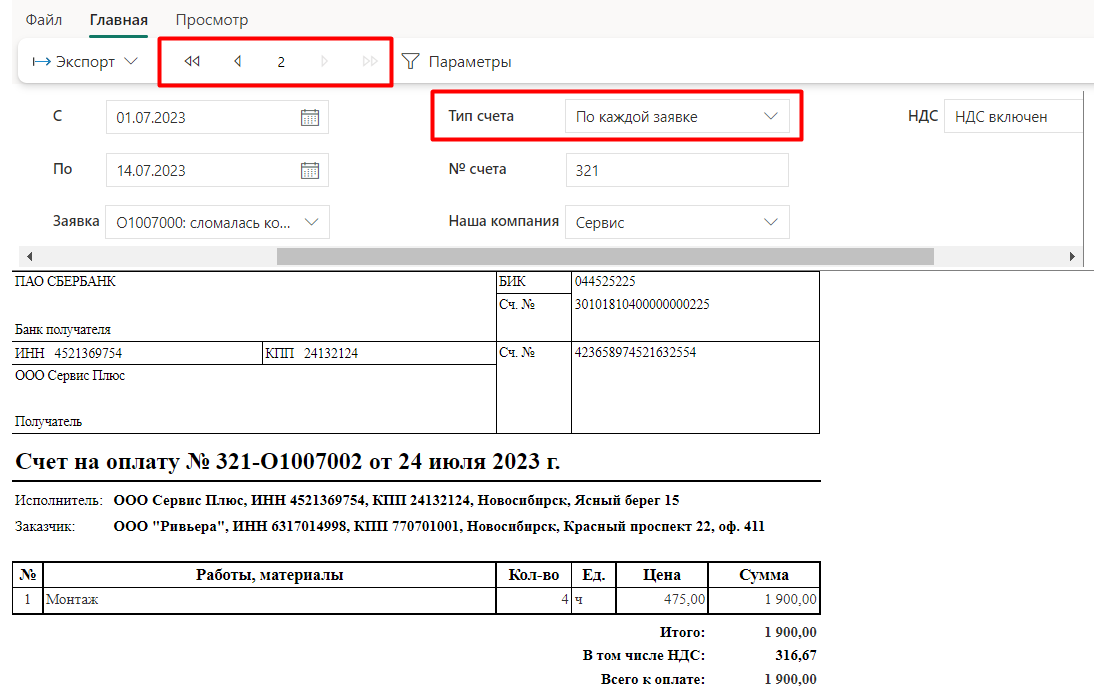 Файл Главная Просмотр
Экспорт 2 Параметры
С 01.07.2023 Тип счета По каждой заявке НДС НДС включен
По 14.07.2023 № счета 321
Заявка О1007000: сломалась ко... Наша компания Сервис
ПАО СБЕРБАНК БИК 044525225
Сч. № 30101810400000000225
Банк получателя
ИНН 4521369754 КПП 24132124 Сч. № 423658974521632554
ООО Сервис Плюс
Получатель
Счет на оплату № 321-О1007002 от 24 июля 2023 г.
Исполнитель: ООО Сервис Плюс, ИНН 4521369754, КПП 24132124, Новосибирск, Ясный берег 15
Заказчик: ООО "Ривьера", ИНН 6317014998, КПП 770701001, Новосибирск, Красный проспект 22, оф. 411
№ Работы, материалы Кол-во Ед. Цена Сумма
1 Монтаж 4 ч 475,00 1 900,00
Итого: 1 900,00
В том числе НДС: 316,67
Всего к оплате: 1 900,00